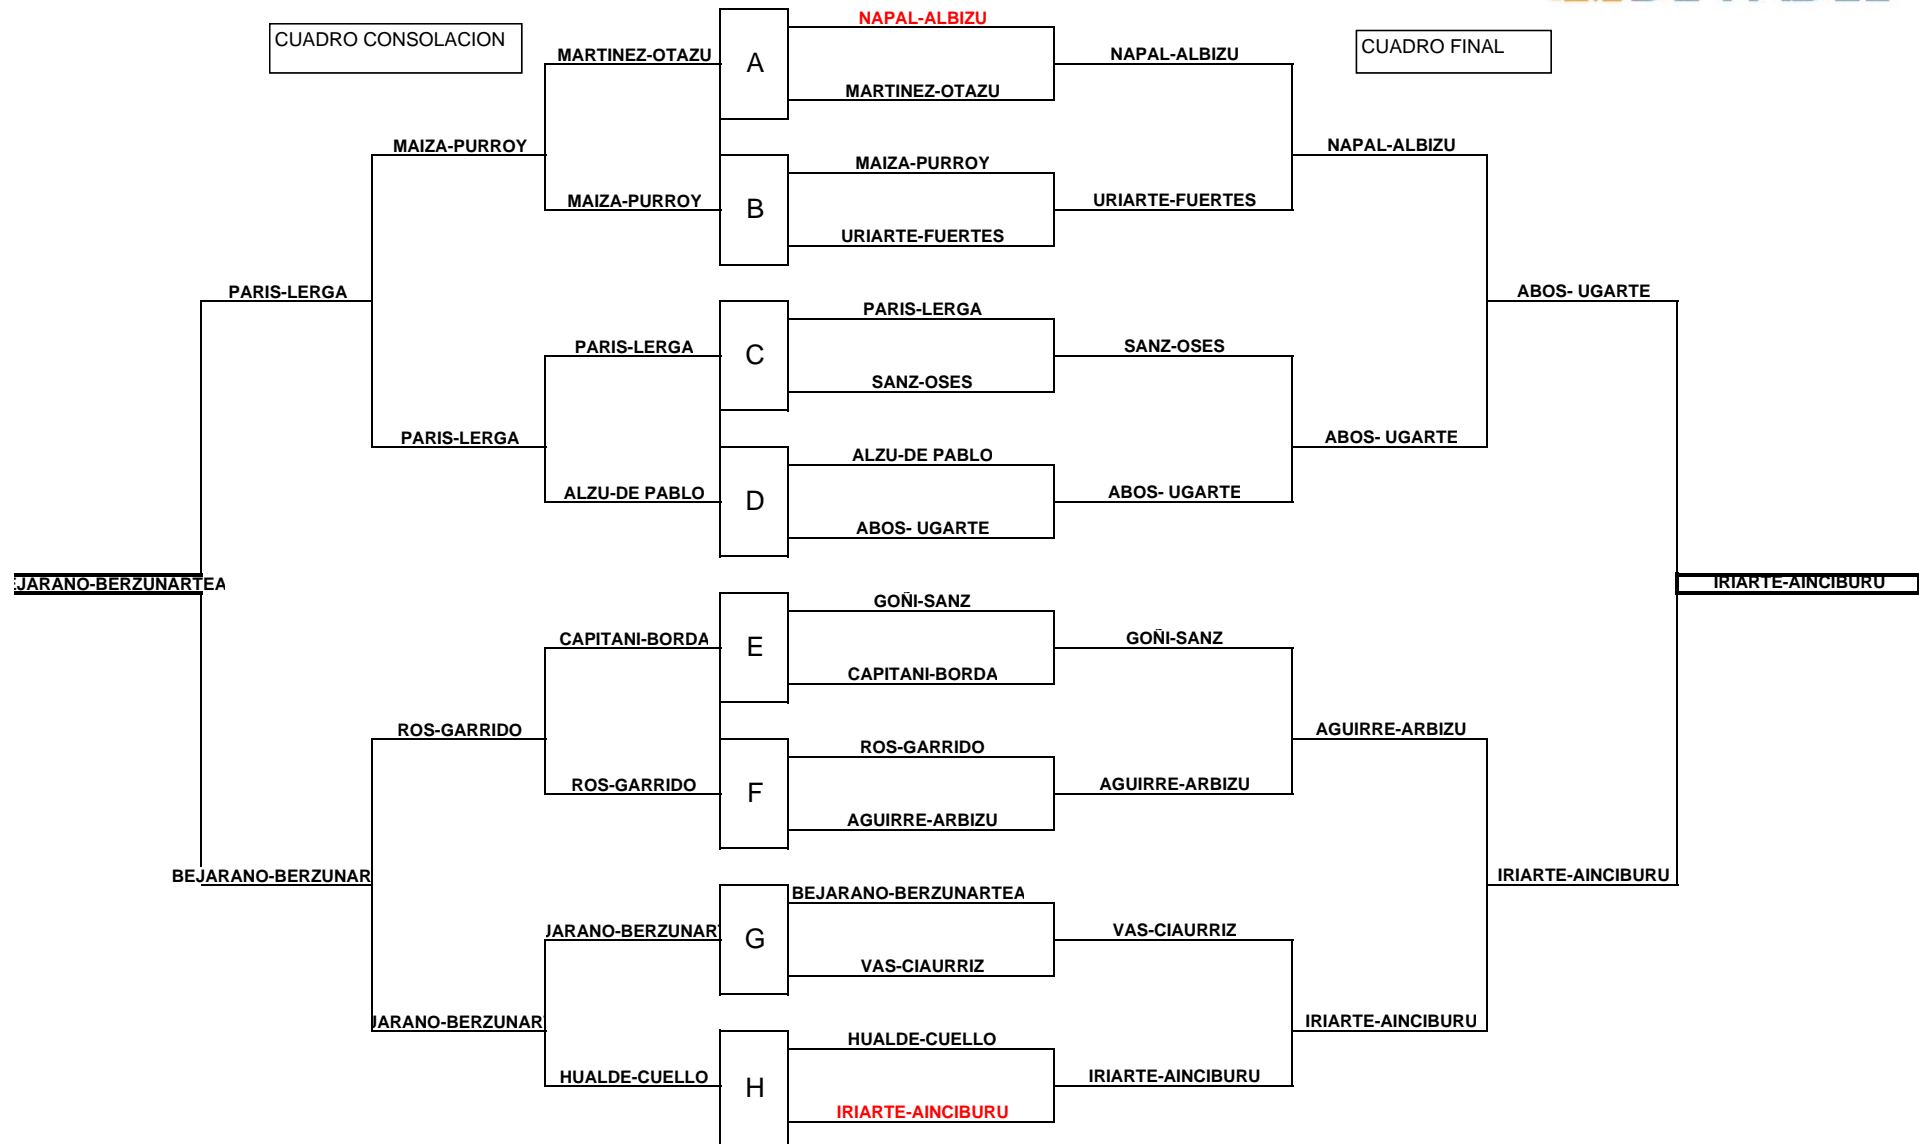 CUADRO CONSOLACION
CUADRO FINAL
NAPAL-ALBIZU
MARTINEZ-OTAZU
A
NAPAL-ALBIZU
MARTINEZ-OTAZU
MAIZA-PURROY
NAPAL-ALBIZU
MAIZA-PURROY
MAIZA-PURROY
B
URIARTE-FUERTES
URIARTE-FUERTES
PARIS-LERGA
ABOS- UGARTE
PARIS-LERGA
PARIS-LERGA
C
SANZ-OSES
SANZ-OSES
PARIS-LERGA
ABOS- UGARTE
ALZU-DE PABLO
ALZU-DE PABLO
D
ABOS- UGARTE
ABOS- UGARTE
EJARANO-BERZUNARTEA
IRIARTE-AINCIBURU
GOÑI-SANZ
CAPITANI-BORDA
E
GOÑI-SANZ
CAPITANI-BORDA
ROS-GARRIDO
AGUIRRE-ARBIZU
ROS-GARRIDO
ROS-GARRIDO
F
AGUIRRE-ARBIZU
AGUIRRE-ARBIZU
BEJARANO-BERZUNAR
IRIARTE-AINCIBURU
BEJARANO-BERZUNARTEA
JARANO-BERZUNAR
G
VAS-CIAURRIZ
VAS-CIAURRIZ
JARANO-BERZUNAR
IRIARTE-AINCIBURU
HUALDE-CUELLO
HUALDE-CUELLO
H
IRIARTE-AINCIBURU
IRIARTE-AINCIBURU